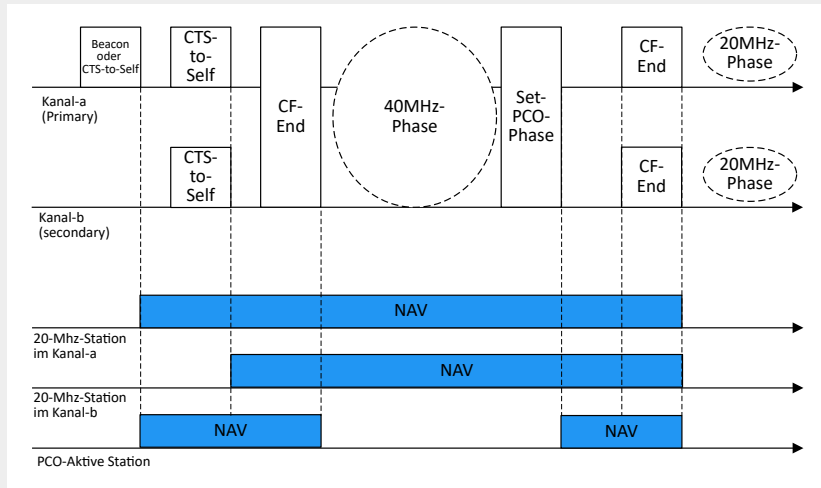 Beacon
oder
CTS-to-Self
CTS-
to-
Self
CF-
End
40MHz-
Phase
Set-
PCO-
Phase
CF-
End
20MHz-
Phase
Kanal-a
(Primary)
CTS-
to-
Self
CF-
End
20MHz-
Phase
Kanal-b
(secondary)
NAV
20-Mhz-Station
im Kanal-a
NAV
20-Mhz-Station
im Kanal-b
NAV
NAV
PCO-Aktive Station